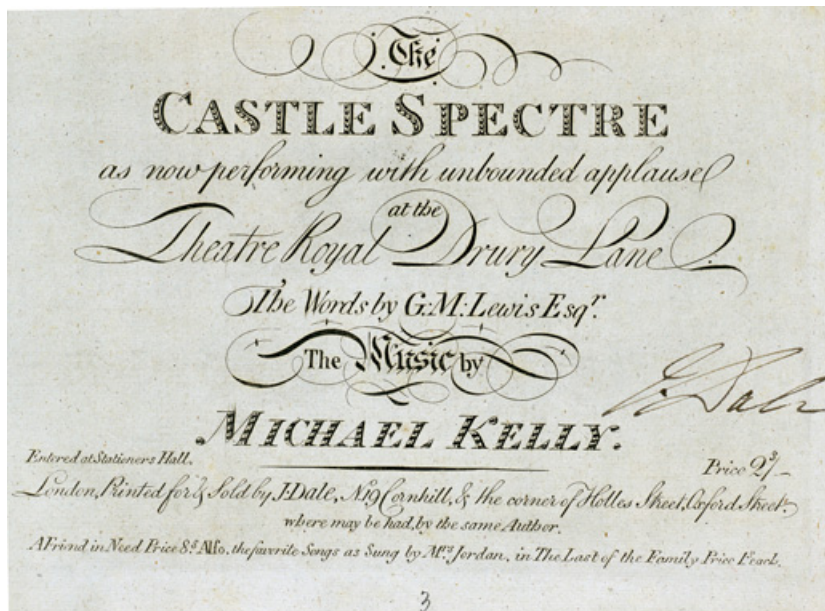 The
CASTLE SPECTRE
as now performing with unbounded applause
at the
Theatre Royal Drury Lane
The Words by G:M:Lewis Esqr.
The Music by
MICHAEL KELLY.
J. Dale
Entered at Stationers Hall.
Price 2/-
London, Printed for & Sold by J. Dale, No 19 Cornhill, & the corner of Holles Street, Oxford Street
where may be had, by the same Author.
A Friend in Need Price 8s. Also, the favorite Songs as Sung by Mrs. Jordan, in The Last of the Family Price 1s. each.
3